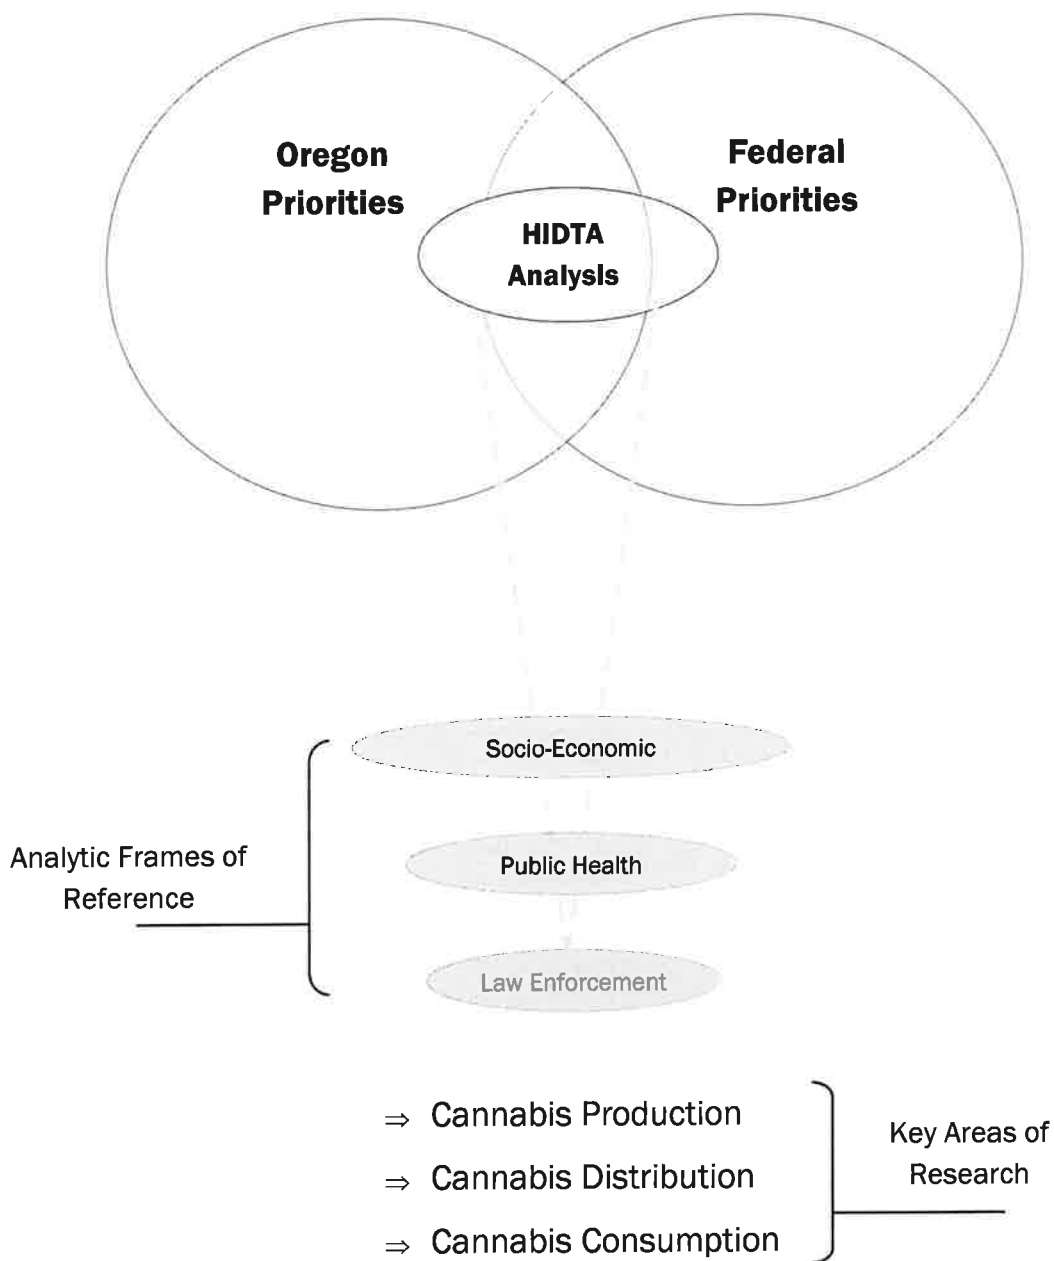 Oregon
Priorities
Federal
Priorities
HIDTA
Analysis
Socio-Economic
Analytic Frames of
Reference
Public Health
Law Enforcement
⇒ Cannabis Production
⇒ Cannabis Distribution
⇒ Cannabis Consumption
Key Areas of
Research